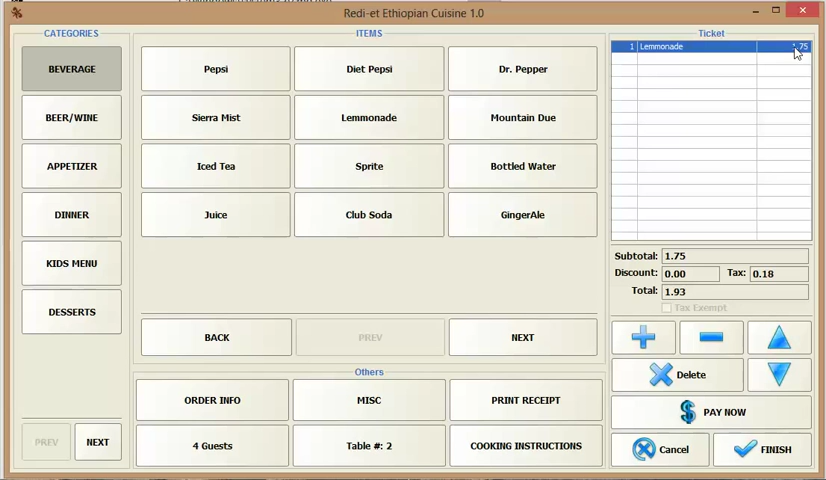 Redi-et Ethiopian Cuisine 1.0
CATEGORIES
BEVERAGE
BEER/WINE
APPETIZER
DINNER
KIDS MENU
DESSERTS
PREV
NEXT
ITEMS
Pepsi
Diet Pepsi
Dr. Pepper
Sierra Mist
Lemmonade
Mountain Due
Iced Tea
Sprite
Bottled Water
Juice
Club Soda
GingerAle
BACK
PREV
NEXT
Others
ORDER INFO
MISC
PRINT RECEIPT
4 Guests
Table #: 2
COOKING INSTRUCTIONS
Ticket
1 Lemmonade 1.75
Subtotal: 1.75
Discount: 0.00 Tax: 0.18
Total: 1.93
Tax Exempt
Delete
PAY NOW
Cancel
FINISH